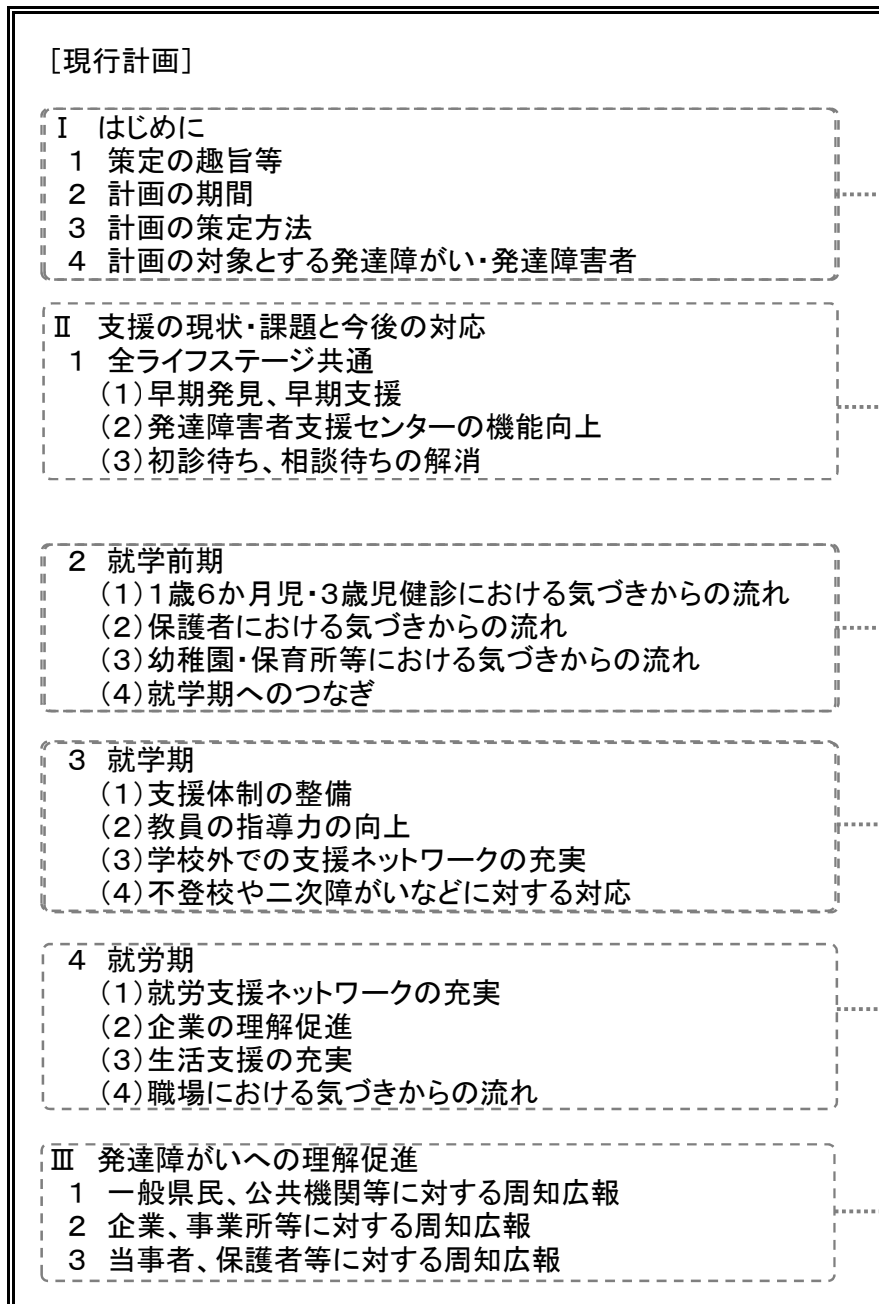 ［現行計画］
Ⅰ　はじめに
１　策定の趣旨等
２　計画の期間
３　計画の策定方法
４　計画の対象とする発達障がい・発達障害者
Ⅱ　支援の現状・課題と今後の対応
１　全ライフステージ共通
（１）早期発見、早期支援
（２）発達障害者支援センターの機能向上
（３）初診待ち、相談待ちの解消
２　就学前期
（１）１歳６か月児・３歳児健診における気づきからの流れ
（２）保護者における気づきからの流れ
（３）幼稚園・保育所等における気づきからの流れ
（４）就学期へのつなぎ
３　就学期
（１）支援体制の整備
（２）教員の指導力の向上
（３）学校外での支援ネットワークの充実
（４）不登校や二次障がいなどに対する対応
４　就労期
（１）就労支援ネットワークの充実
（２）企業の理解促進
（３）生活支援の充実
（４）職場における気づきからの流れ
Ⅲ　発達障がいへの理解促進
１　一般県民、公共機関等に対する周知広報
２　企業、事業所等に対する周知広報
３　当事者、保護者等に対する周知広報